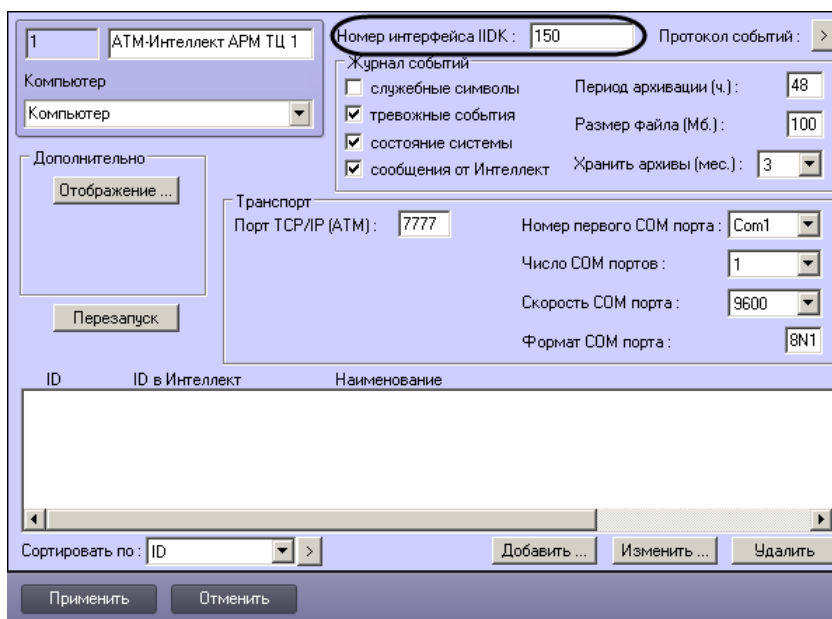 1 АТМ-Интеллект АРМ ТЦ 1
Номер интерфейса IIDK : 150 Протокол событий : >
Компьютер
Компьютер
Журнал событий
служебные символы Период архивации (ч.) : 48
тревожные события Размер файла (Мб.) : 100
состояние системы
сообщения от Интеллект Хранить архивы (мес.) : 3
Дополнительно
Отображение ...
Перезапуск
Транспорт
Порт TCP/IP (ATM) : 7777 Номер первого COM порта : Com1
Число COM портов : 1
Скорость COM порта : 9600
Формат COM порта : 8N1
ID ID в Интеллект Наименование
Сортировать по : ID > Добавить ... Изменить ... Удалить
Применить Отменить